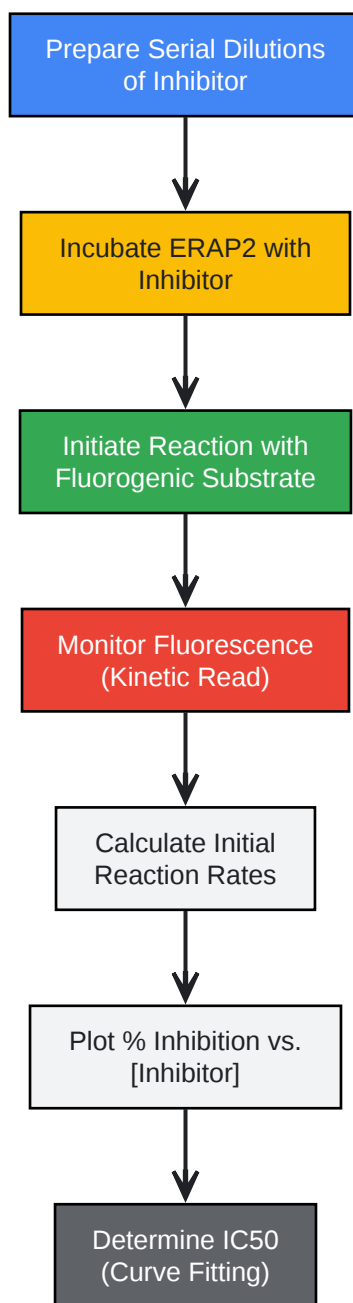 Prepare Serial Dilutions
of Inhibitor
Incubate ERAP2 with
Inhibitor
Initiate Reaction with
Fluorogenic Substrate
Monitor Fluorescence
(Kinetic Read)
Calculate Initial
Reaction Rates
Plot % Inhibition vs.
[Inhibitor]
Determine IC50
(Curve Fitting)